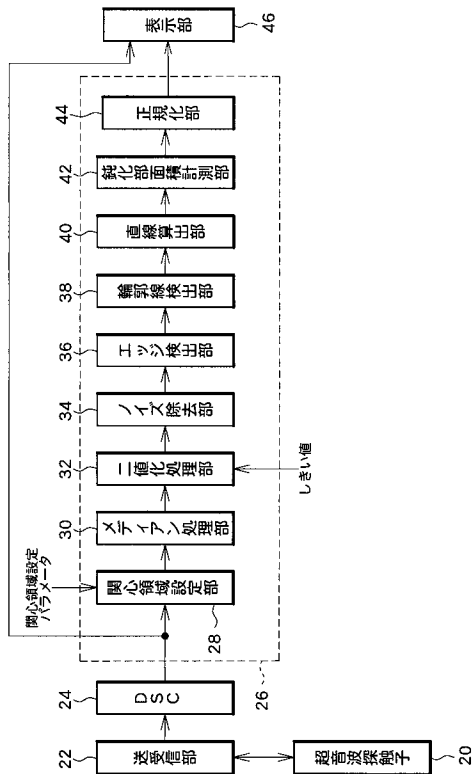 20
超音波探触子
22
送受信部
24
DSC
26
関心領域設定
パラメータ
28
関心領域設定部
30
メディアン処理部
32
二値化処理部
しきい値
34
ノイズ除去部
36
エッジ検出部
38
輪郭線検出部
40
直線算出部
42
鈍化部面積計測部
44
正規化部
46
表示部